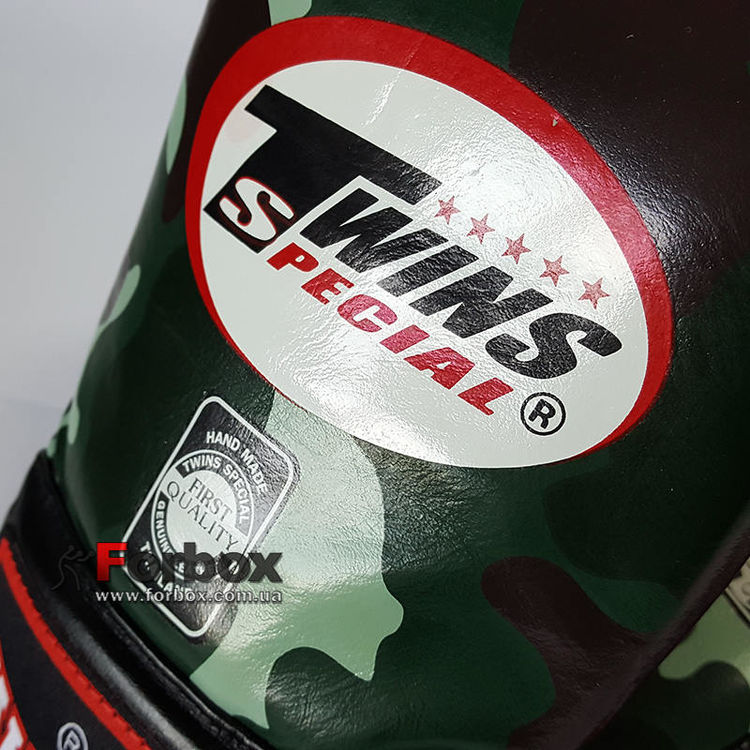 TWINS
S
SPECIAL
®
HAND MADE
TWINS SPECIAL
FIRST
QUALITY
Forbox
www.forbox.com.ua
®